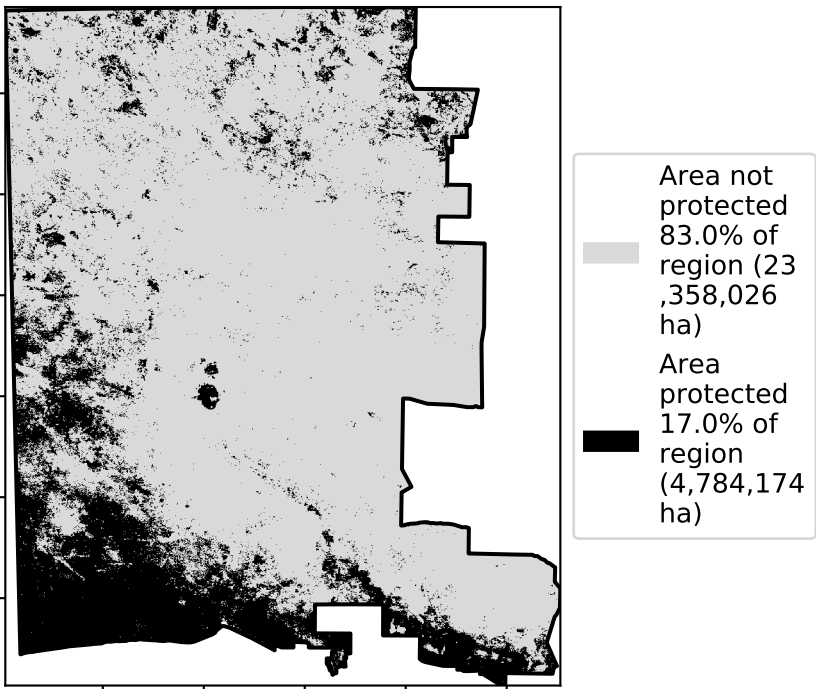 Area not
protected
83.0% of
region (23
,358,026
ha)
Area
protected
17.0% of
region
(4,784,174
ha)